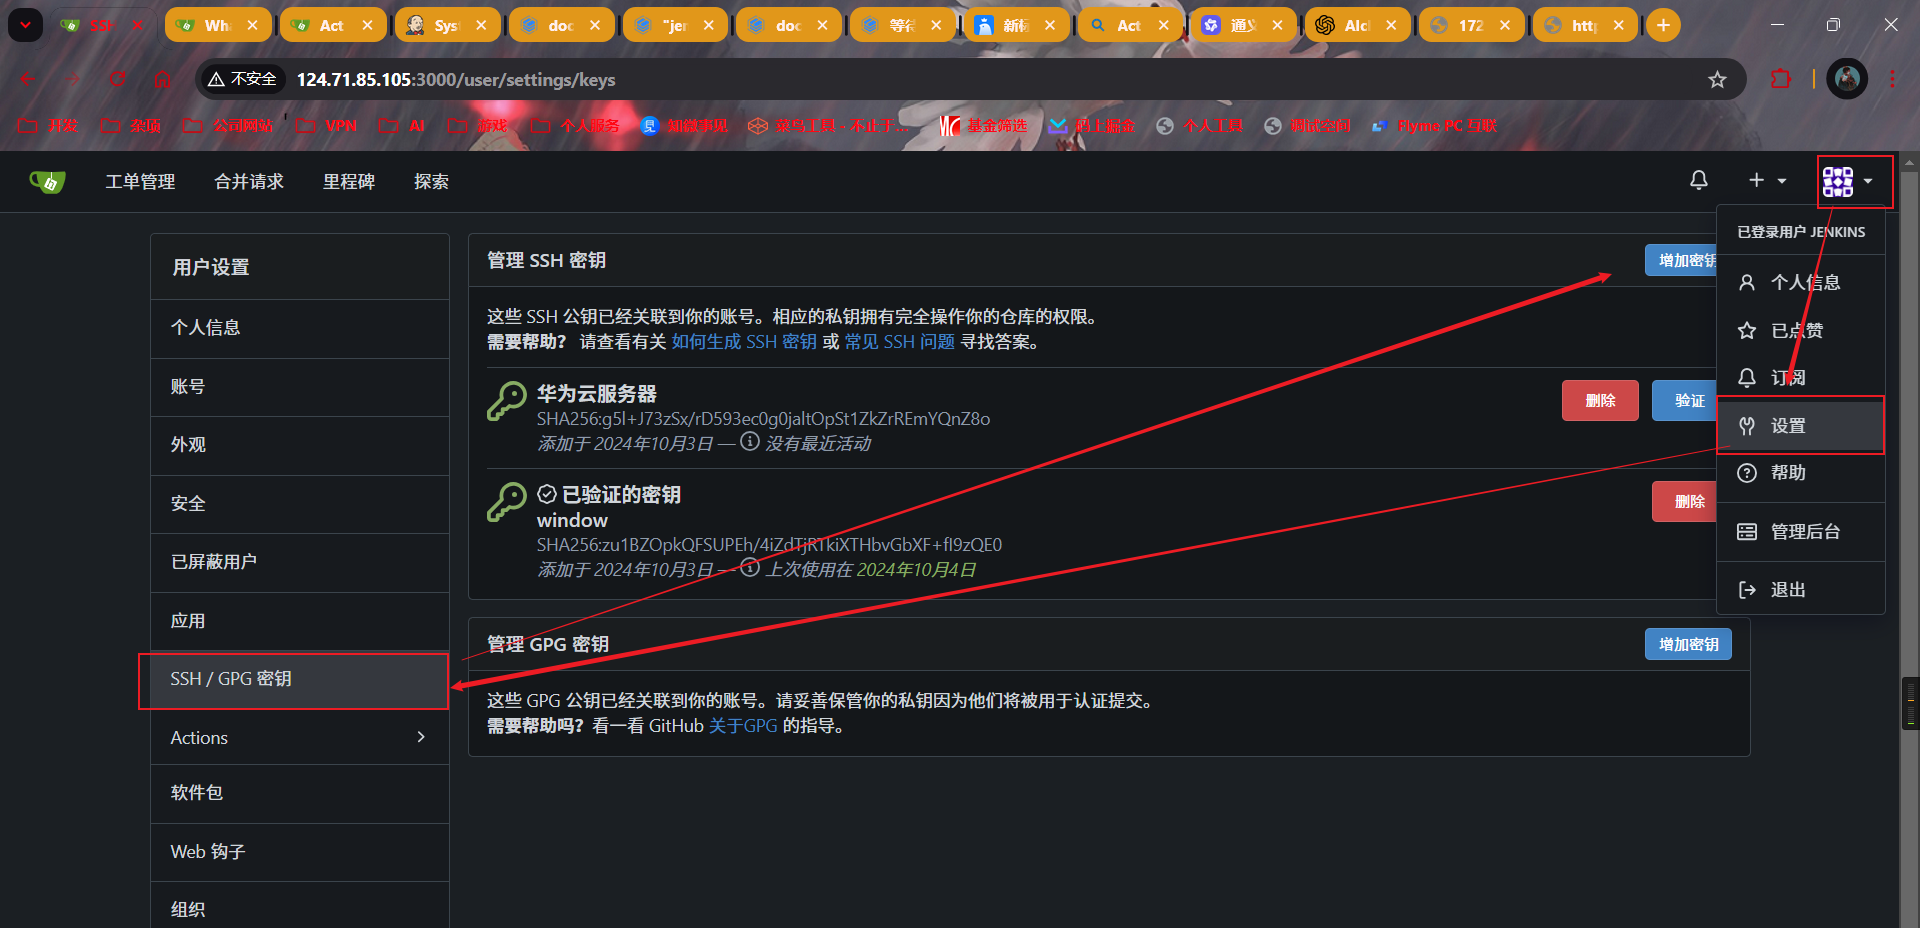 SSH
Wha
Act
Syst
doc
"jen
doc
等待
新标
Act
通义
AIcl
172
http
不安全
124.71.85.105:3000/user/settings/keys
开发
杂项
公司网站
VPN
AI
游戏
个人服务
知微事见
菜鸟工具 - 不止于...
基金筛选
稀土掘金
个人工具
调试空间
Flyme PC 互联
工单管理
合并请求
里程碑
探索
已登录用户 JENKINS
个人信息
已点赞
订阅
设置
帮助
管理后台
退出
用户设置
个人信息
账号
外观
安全
已屏蔽用户
应用
SSH / GPG 密钥
Actions
软件包
Web 钩子
组织
管理 SSH 密钥
增加密钥
这些 SSH 公钥已经关联到你的账号。相应的私钥拥有完全操作你的仓库的权限。
需要帮助? 请查看有关 如何生成 SSH 密钥 或 常见 SSH 问题 寻找答案。
华为云服务器
SHA256:g5l+J73zSx/rD593ec0g0jaltOpSt1ZkZrREmYQnZ8o
添加于 2024年10月3日 — 没有最近活动
删除
验证
已验证的密钥
window
SHA256:zu1BZOpkQFSUPEh/4iZdTjRTkiXTHbvGbXF+fI9zQE0
添加于 2024年10月3日 — 上次使用在 2024年10月4日
删除
管理 GPG 密钥
增加密钥
这些 GPG 公钥已经关联到你的账号。请妥善保管你的私钥因为他们将被用于认证提交。
需要帮助吗? 看一看 GitHub 关于GPG 的指导。